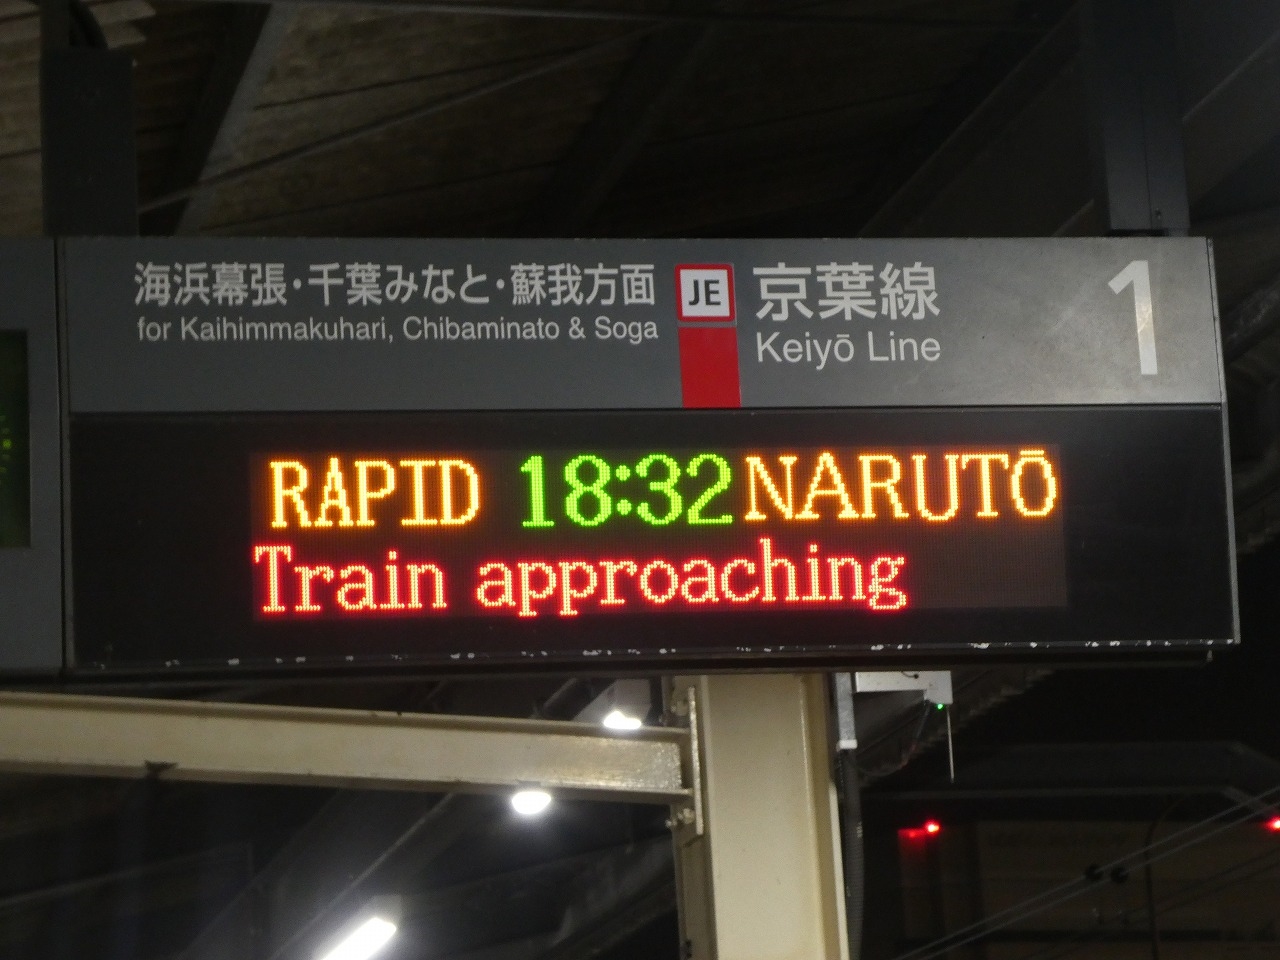 海浜幕張・千葉みなと・蘇我方面
for Kaihimmakuhari, Chibaminato & Soga
JE
京葉線
Keiyō Line
1
RAPID 18:32 NARUTŌ
Train approaching